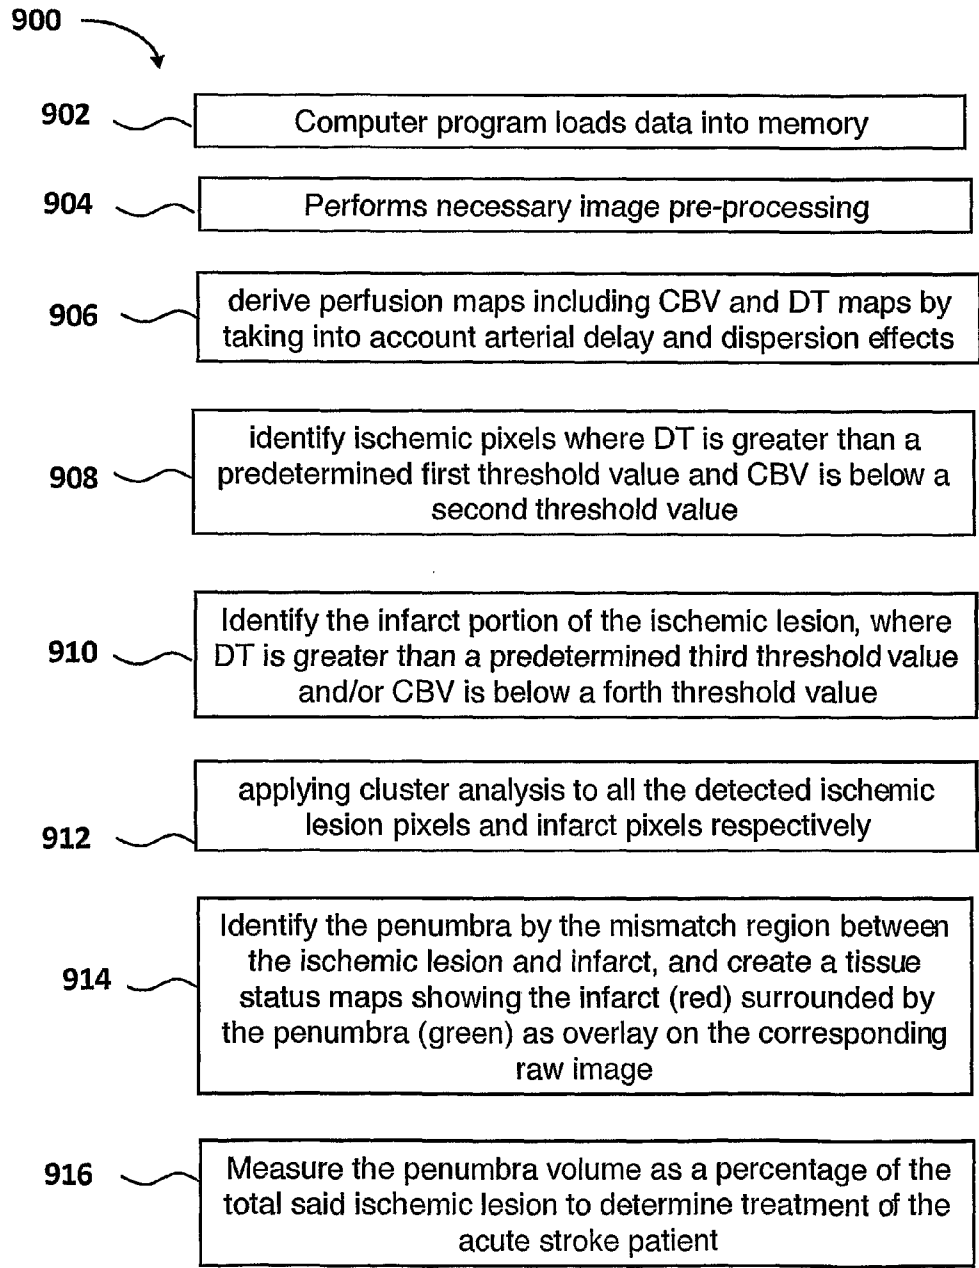 900
902
Computer program loads data into memory
904
Performs necessary image pre-processing
906
derive perfusion maps including CBV and DT maps by
taking into account arterial delay and dispersion effects
908
identify ischemic pixels where DT is greater than a
predetermined first threshold value and CBV is below a
second threshold value
910
Identify the infarct portion of the ischemic lesion, where
DT is greater than a predetermined third threshold value
and/or CBV is below a forth threshold value
912
applying cluster analysis to all the detected ischemic
lesion pixels and infarct pixels respectively
914
Identify the penumbra by the mismatch region between
the ischemic lesion and infarct, and create a tissue
status maps showing the infarct (red) surrounded by
the penumbra (green) as overlay on the corresponding
raw image
916
Measure the penumbra volume as a percentage of the
total said ischemic lesion to determine treatment of the
acute stroke patient